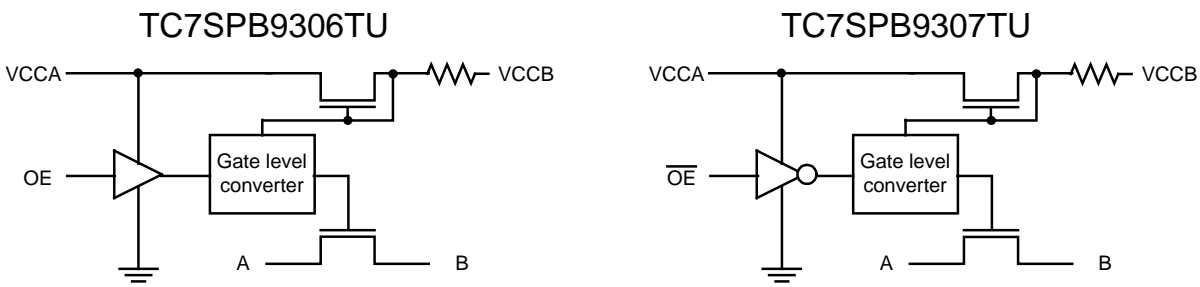 TC7SPB9306TU
VCCA
VCCB
OE
Gate level
converter
A
B
TC7SPB9307TU
VCCA
VCCB
OE
Gate level
converter
A
B